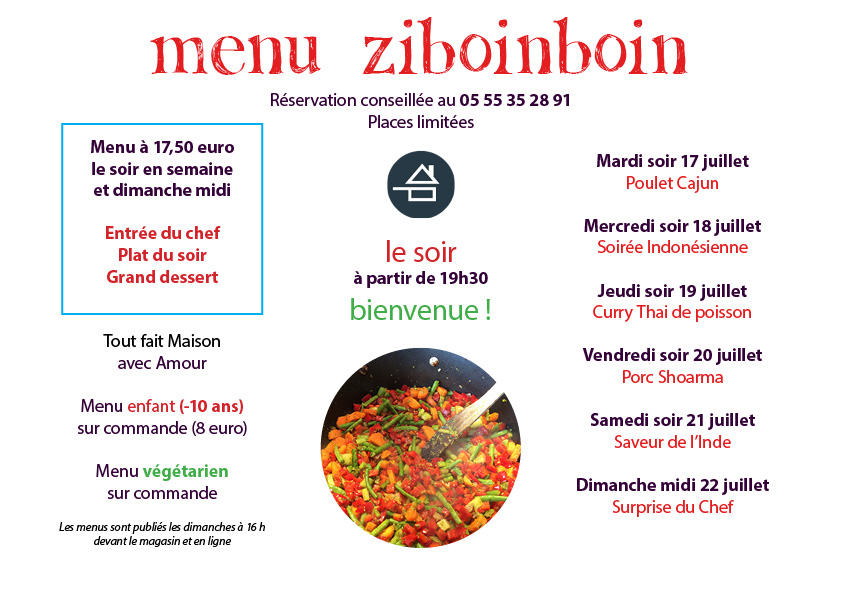 menu ziboinboin
Réservation conseillée au 05 55 35 28 91
Places limitées
Menu à 17,50 euro
le soir en semaine
et dimanche midi
Entrée du chef
Plat du soir
Grand dessert
Tout fait Maison
avec Amour
Menu enfant (-10 ans)
sur commande (8 euro)
Menu végétarien
sur commande
Les menus sont publiés les dimanches à 16 h
devant le magasin et en ligne
le soir
à partir de 19h30
bienvenue !
Mardi soir 17 juillet
Poulet Cajun
Mercredi soir 18 juillet
Soirée Indonésienne
Jeudi soir 19 juillet
Curry Thai de poisson
Vendredi soir 20 juillet
Porc Shoarma
Samedi soir 21 juillet
Saveur de l'Inde
Dimanche midi 22 juillet
Surprise du Chef